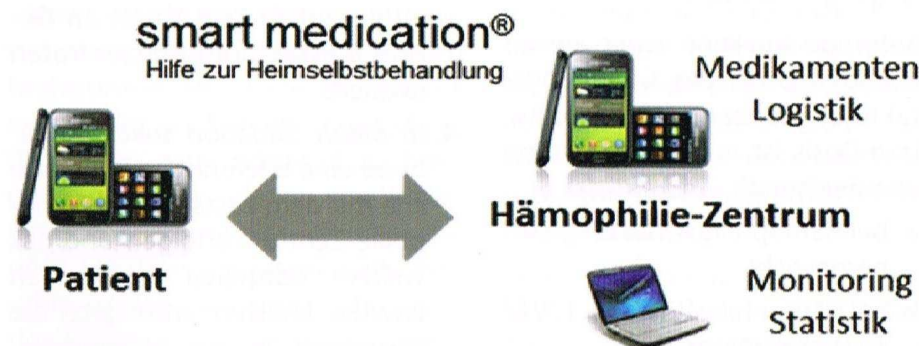 smart medication®
Hilfe zur Heimselbstbehandlung
Medikamenten
Logistik
Patient
Hämophilie-Zentrum
Monitoring
Statistik